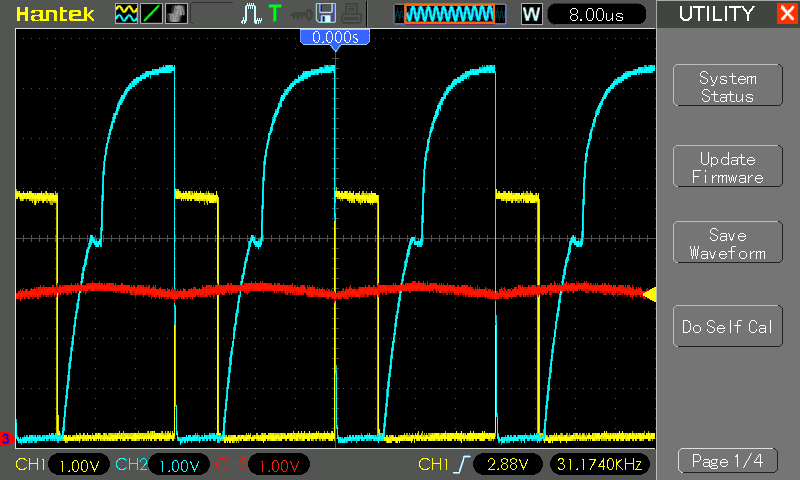 Hantek
T
W
8.00us
UTILITY
0.000s
System
Status
Update
Firmware
Save
Waveform
Do Self Cal
3
CH1 1.00V CH2 1.00V CH3 1.00V CH1 2.88V 31.1740KHz
Page 1/4